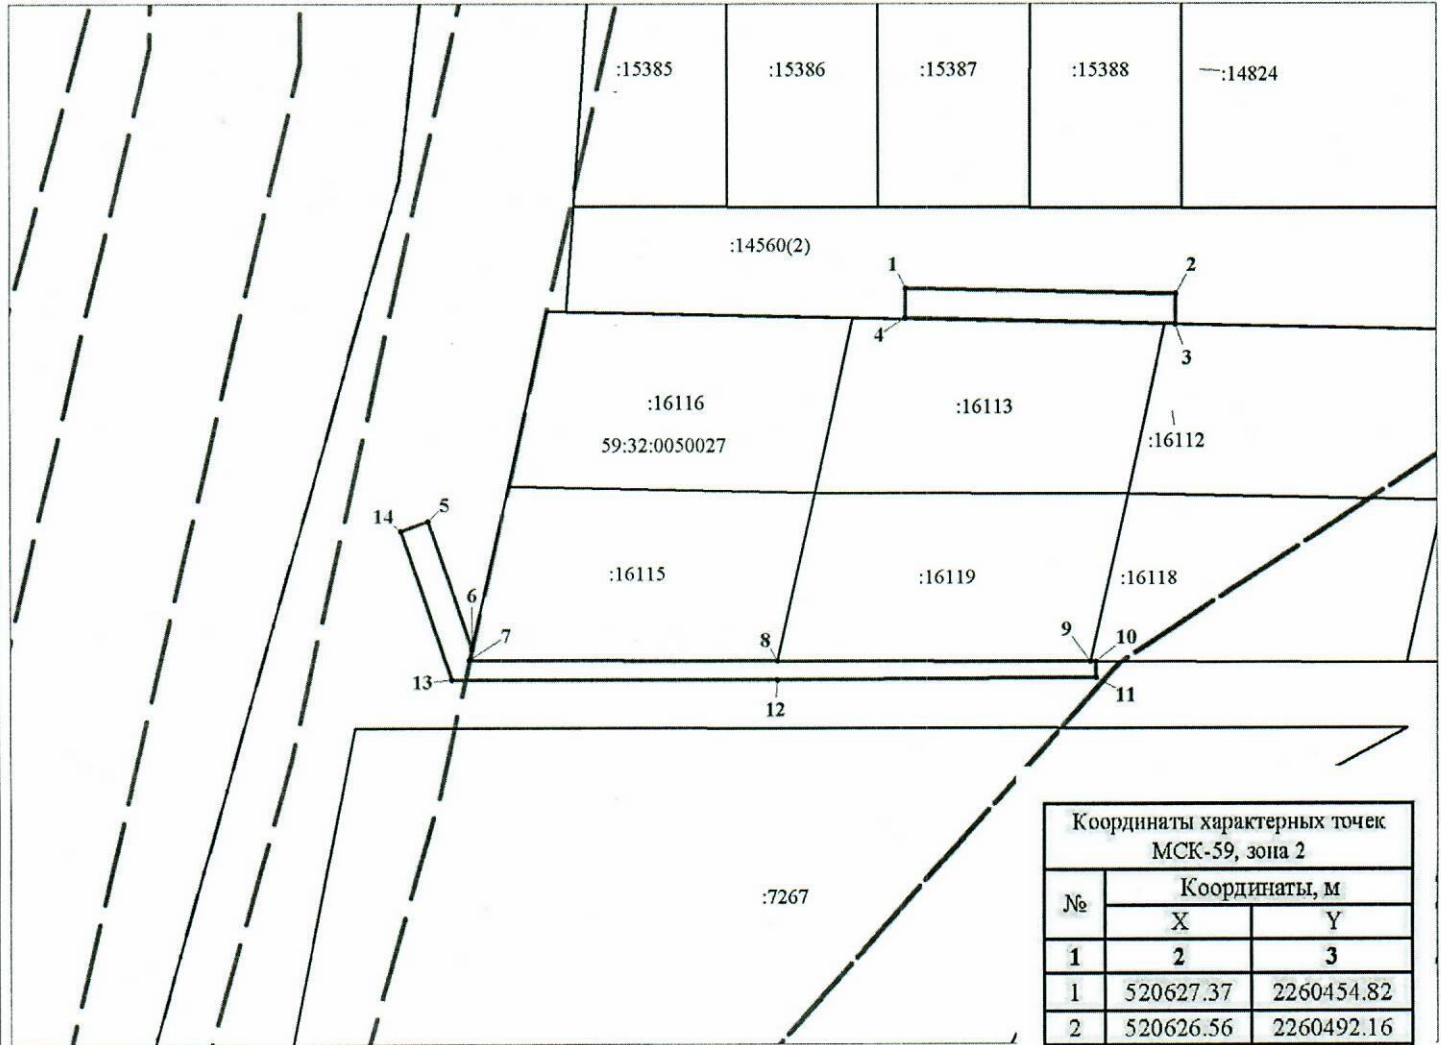 :15385 :15386 :15387 :15388 :14824
:14560(2)
1 2
4 3
:16116 :16113
59:32:0050027 :16112
14 5
:16115 :16119 :16118
6
7 8 9 10
13 12 11
:7267
Координаты характерных точек
МСК-59, зона 2
№ Координаты, м
X Y
1 2 3
1 520627.37 2260454.82
2 520626.56 2260492.16